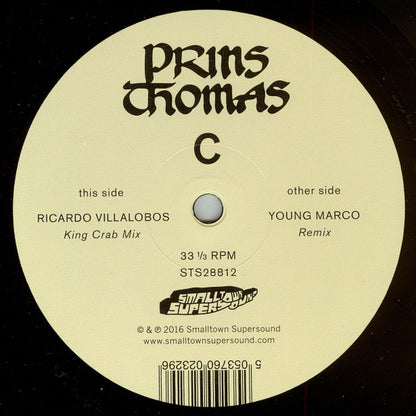 PRINS
THOMAS
C
this side
RICARDO VILLALOBOS
King Crab Mix
other side
YOUNG MARCO
Remix
33 1/3 RPM
STS28812
SMALLTOWN
SUPERSOUND
© & ℗ 2016 Smalltown Supersound
www.smalltownsupersound.com
5 053760 023296